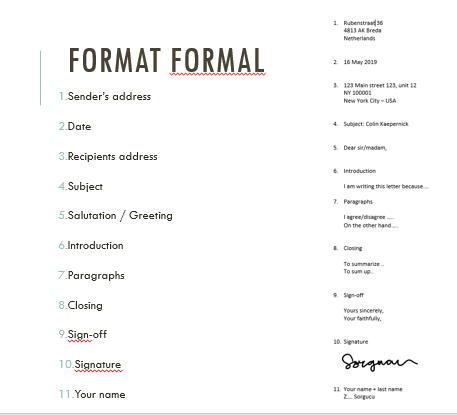 FORMAT FORMAL
1.Sender's address
2.Date
3.Recipients address
4.Subject
5.Salutation / Greeting
6.Introduction
7.Paragraphs
8.Closing
9.Sign-off
10.Signature
11.Your name
1. Rubenstraat 36
4813 AK Breda
Netherlands
2. 16 May 2019
3. 123 Main street 123, unit 12
NY 100001
New York City – USA
4. Subject: Colin Kaepernick
5. Dear sir/madam,
6. Introduction
I am writing this letter because....
7. Paragraphs
I agree/disagree .....
On the other hand.....
8. Closing
To summarize ..
To sum up..
9. Sign-off
Yours sincerely,
Your faithfully,
10. Signature
Sorgucu
11. Your name + last name
Z.... Sorgucu